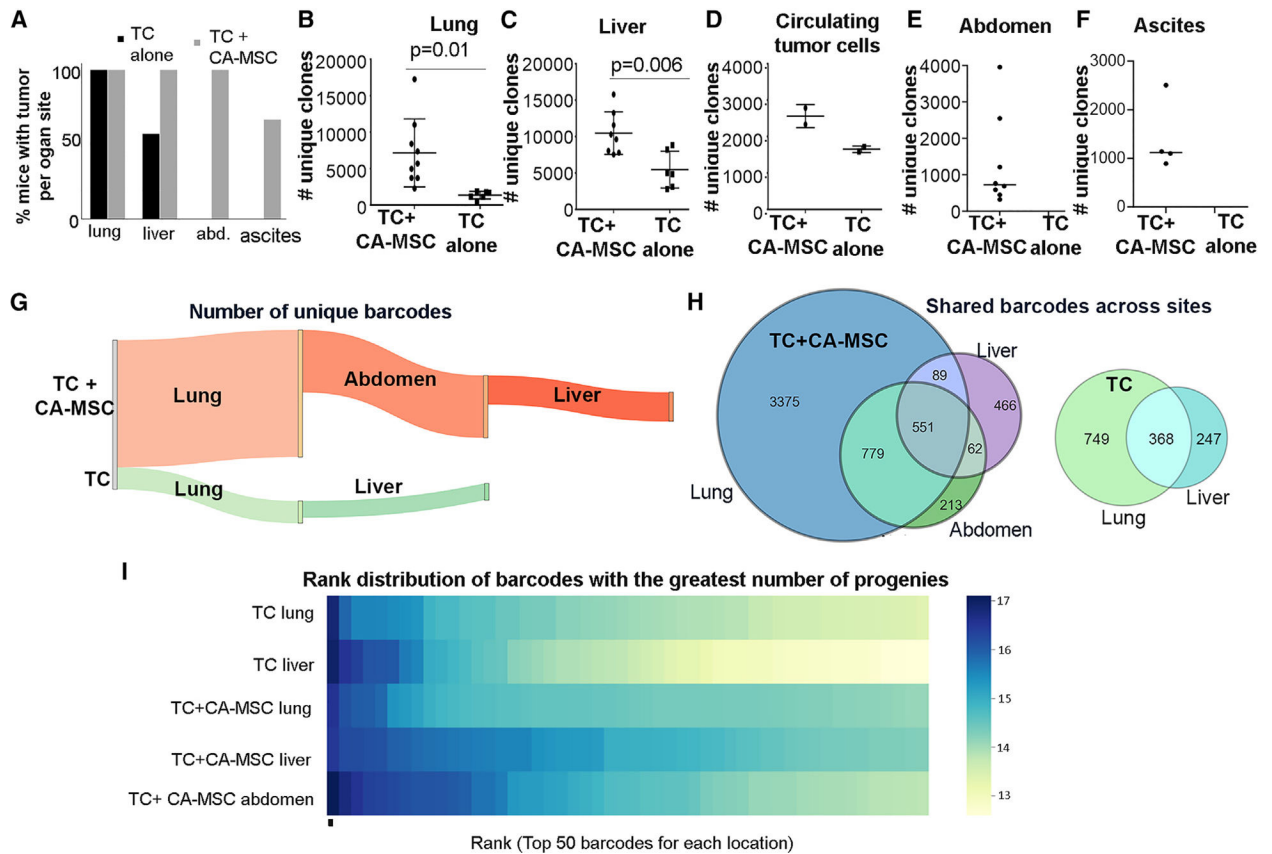 A
TC
alone
TC +
CA-MSC
% mice with tumor
per ogan site
100
50
0
lung
liver
abd.
ascites
B
Lung
p=0.01
# unique clones
20000
15000
10000
5000
0
TC+
CA-MSC
TC
alone
C
Liver
p=0.006
# unique clones
20000
15000
10000
5000
0
TC+
CA-MSC
TC
alone
D
Circulating
tumor cells
# unique clones
4000
3000
2000
1000
0
TC+
CA-MSC
TC
alone
E
Abdomen
# unique clones
4000
3000
2000
1000
0
TC+
CA-MSC
TC
alone
F
Ascites
# unique clones
3000
2000
1000
0
TC+
CA-MSC
TC
alone
G
Number of unique barcodes
TC +
CA-MSC
Lung
Abdomen
Liver
TC
Lung
Liver
H
Shared barcodes across sites
TC+CA-MSC
Liver
89
3375
466
551
62
779
213
Lung
Abdomen
TC
749
368
247
Liver
Lung
I
Rank distribution of barcodes with the greatest number of progenies
TC lung
TC liver
TC+CA-MSC lung
TC+CA-MSC liver
TC+ CA-MSC abdomen
17
16
15
14
13
Rank (Top 50 barcodes for each location)